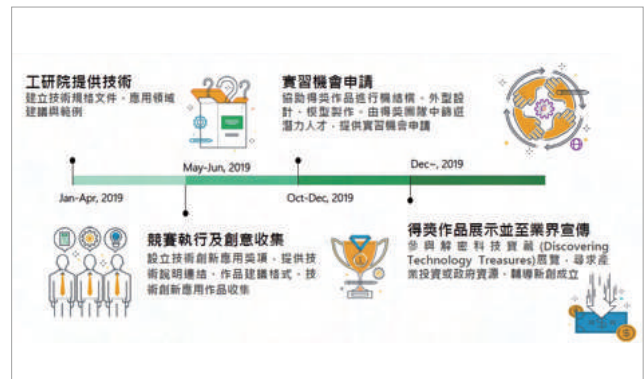 工研院提供技術
建立技術規格文件，應用領域
建議與範例
實習機會申請
協助得獎作品進行機結構、外型設
計、模型製作。由得獎團隊中篩選
潛力人才，提供實習機會申請
May-Jun, 2019
Dec~, 2019
Jan-Apr, 2019
Oct-Dec, 2019
競賽執行及創意收集
設立技術創新應用獎項，提供技
術說明連結、作品建議格式，技
術創新應用作品收集
得獎作品展示並至業界宣傳
參與解密科技寶藏(Discovering
Technology Treasures)展覽，尋求產
業投資或政府資源，輔導新創成立